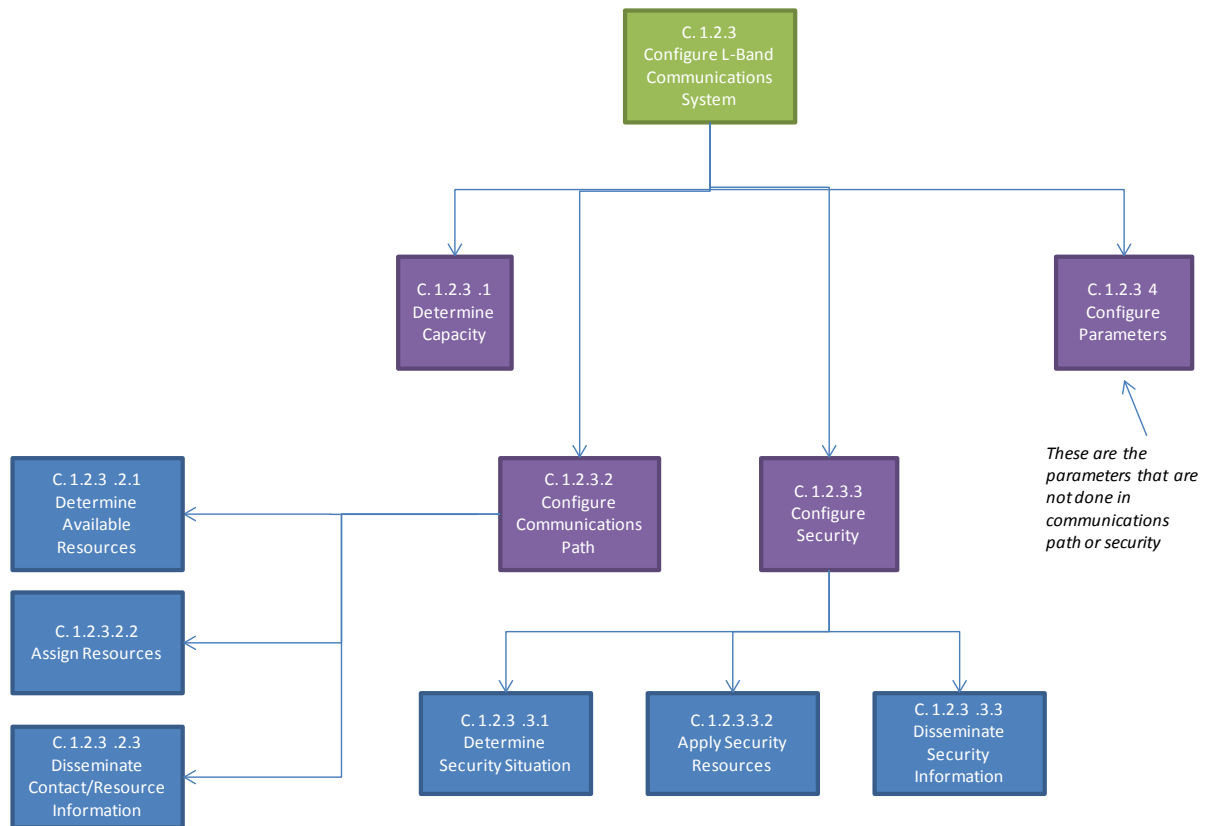 C. 1.2.3
Configure L-Band
Communications
System
C. 1.2.3 .1
Determine
Capacity
C. 1.2.3 4
Configure
Parameters
These are the
parameters that are
not done in
communications
path or security
C. 1.2.3.2
Configure
Communications
Path
C. 1.2.3.3
Configure
Security
C. 1.2.3 .2.1
Determine
Available
Resources
C. 1.2.3.2.2
Assign Resources
C. 1.2.3 .2.3
Disseminate
Contact/Resource
Information
C. 1.2.3 .3.1
Determine
Security Situation
C. 1.2.3.3.2
Apply Security
Resources
C. 1.2.3 .3.3
Disseminate
Security
Information